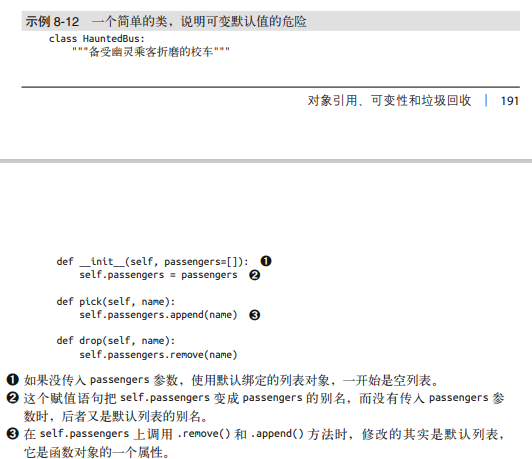 示例 8-12 一个简单的类，说明可变默认值的危险
class HauntedBus:
"""备受幽灵乘客折磨的校车"""
对象引用、可变性和垃圾回收 | 191
def __init__(self, passengers=[]): ❶
self.passengers = passengers ❷
def pick(self, name):
self.passengers.append(name) ❸
def drop(self, name):
self.passengers.remove(name)
❶ 如果没传入 passengers 参数，使用默认绑定的列表对象，一开始是空列表。
❷ 这个赋值语句把 self.passengers 变成 passengers 的别名，而没有传入 passengers 参
数时，后者又是默认列表的别名。
❸ 在 self.passengers 上调用 .remove() 和 .append() 方法时，修改的其实是默认列表，
它是函数对象的一个属性。